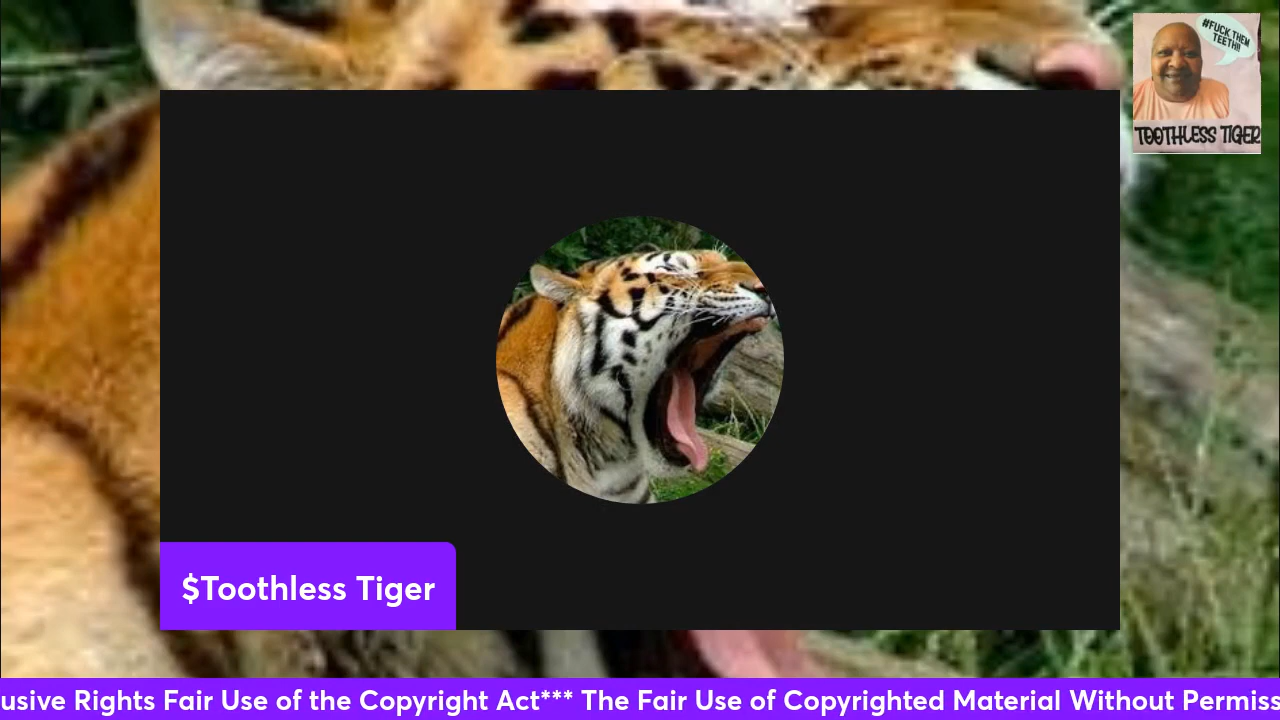 #FUCK THEM
TEETH!!
TOOTHLESS TIGER
$Toothless Tiger
usive Rights Fair Use of the Copyright Act*** The Fair Use of Copyrighted Material Without Permiss